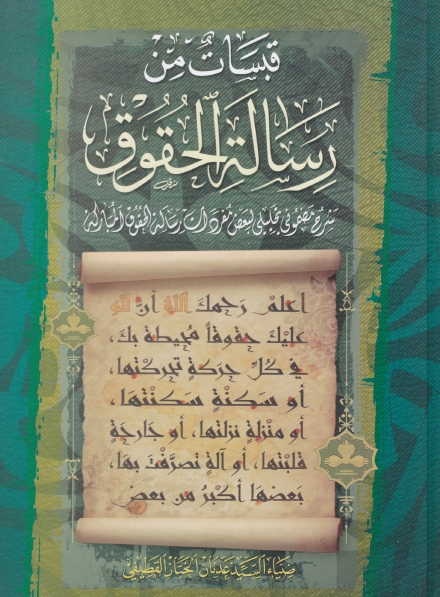 قبسات من
رسالة الحقوق
شرح مضموني تحليلي لبعض مفردات رسالة الحقوق المباركة
اعلم رحمك الله أن لله
عليك حقوقاً محيطة بك،
في كل حركة تحركتها،
أو سكنة سكنتها،
أو منزلة نزلتها، أو جارحة
قلبتها، أو آلة تصرفت بها،
بعضها أكبر من بعض
ضياء السيد عدنان الخباز القطيفي